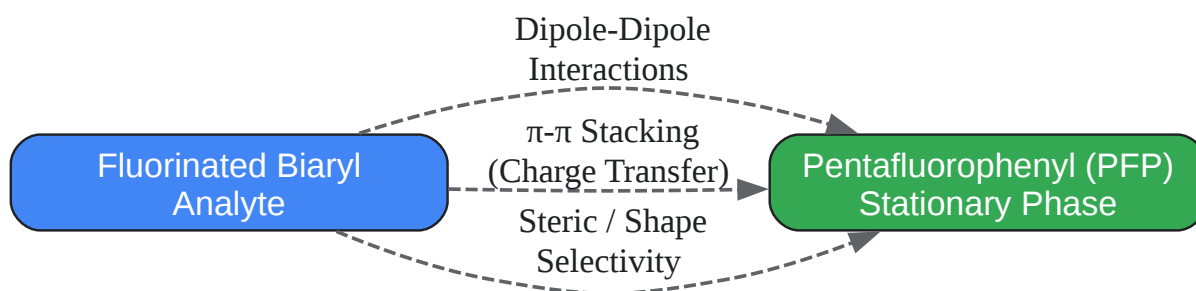 Dipole-Dipole
Interactions
Fluorinated Biaryl
Analyte
π-π Stacking
(Charge Transfer)
Pentafluorophenyl (PFP)
Stationary Phase
Steric / Shape
Selectivity